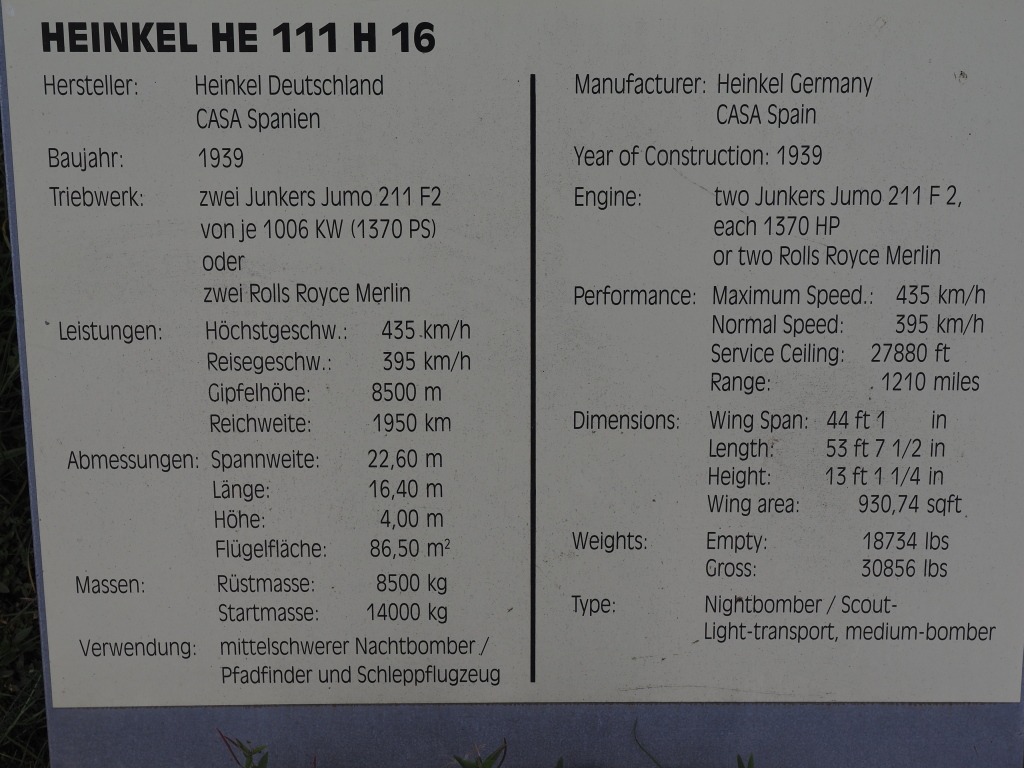 HEINKEL HE 111 H 16
Hersteller: Heinkel Deutschland
CASA Spanien
Baujahr: 1939
Triebwerk: zwei Junkers Jumo 211 F2
von je 1006 KW (1370 PS)
oder
zwei Rolls Royce Merlin
Leistungen: Höchstgeschw.: 435 km/h
Reisegeschw.: 395 km/h
Gipfelhöhe: 8500 m
Reichweite: 1950 km
Abmessungen: Spannweite: 22,60 m
Länge: 16,40 m
Höhe: 4,00 m
Flügelfläche: 86,50 m²
Massen: Rüstmasse: 8500 kg
Startmasse: 14000 kg
Verwendung: mittelschwerer Nachtbomber /
Pfadfinder und Schleppflugzeug
Manufacturer: Heinkel Germany
CASA Spain
Year of Construction: 1939
Engine: two Junkers Jumo 211 F 2,
each 1370 HP
or two Rolls Royce Merlin
Performance: Maximum Speed.: 435 km/h
Normal Speed: 395 km/h
Service Ceiling: 27880 ft
Range: 1210 miles
Dimensions: Wing Span: 44 ft 1 in
Length: 53 ft 7 1/2 in
Height: 13 ft 1 1/4 in
Wing area: 930,74 sqft
Weights: Empty: 18734 lbs
Gross: 30856 lbs
Type: Nightbomber / Scout-
Light-transport, medium-bomber